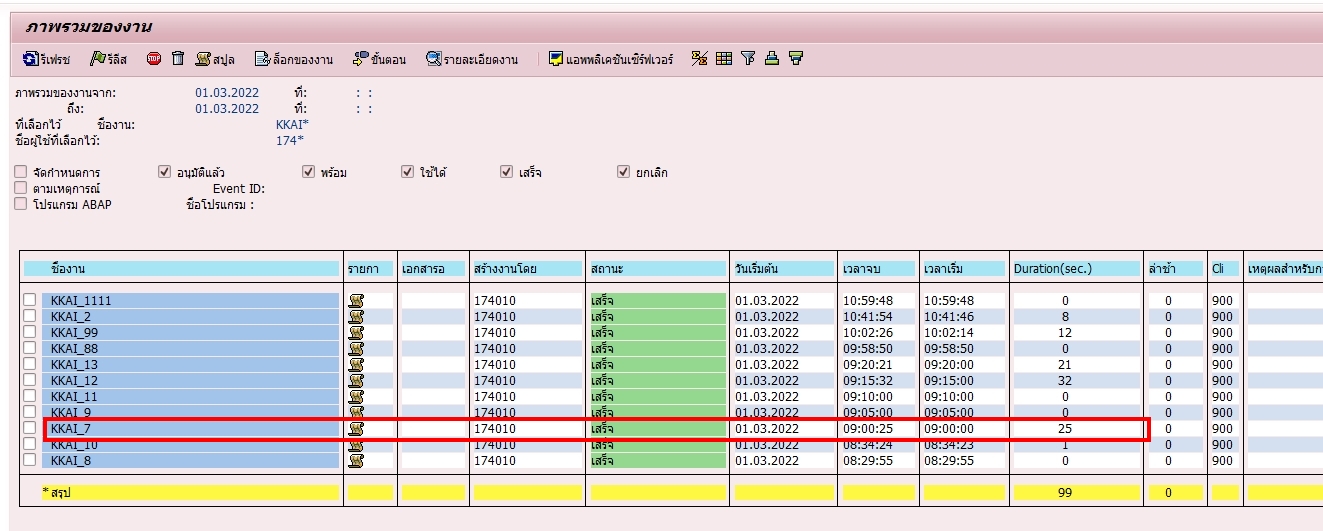 ภาพรวมของงาน
รีเฟรช รีลีส STOP สปูล ล็อกของงาน ขั้นตอน รายละเอียดงาน แอพพลิเคชันเซิร์ฟเวอร์
ภาพรวมของงานจาก: 01.03.2022 ที่: : :
ถึง: 01.03.2022 ที่: : :
ที่เลือกไว้ ชื่องาน: KKAI*
ชื่อผู้ใช้ที่เลือกไว้: 174*
จัดกำหนดการ อนุมัติแล้ว พร้อม ใช้ได้ เสร็จ ยกเลิก
ตามเหตุการณ์ Event ID:
โปรแกรม ABAP ชื่อโปรแกรม :
ชื่องาน รายกา เอกสารอ สร้างงานโดย สถานะ วันเริ่มต้น เวลาจบ เวลาเริ่ม Duration(sec.) ล่าช้า Cli เหตุผลสำหรับก
KKAI_1111 174010 เสร็จ 01.03.2022 10:59:48 10:59:48 0 0 900
KKAI_2 174010 เสร็จ 01.03.2022 10:41:54 10:41:46 8 0 900
KKAI_99 174010 เสร็จ 01.03.2022 10:02:26 10:02:14 12 0 900
KKAI_88 174010 เสร็จ 01.03.2022 09:58:50 09:58:50 0 0 900
KKAI_13 174010 เสร็จ 01.03.2022 09:20:21 09:20:00 21 0 900
KKAI_12 174010 เสร็จ 01.03.2022 09:15:32 09:15:00 32 0 900
KKAI_11 174010 เสร็จ 01.03.2022 09:10:00 09:10:00 0 0 900
KKAI_9 174010 เสร็จ 01.03.2022 09:05:00 09:05:00 0 0 900
KKAI_7 174010 เสร็จ 01.03.2022 09:00:25 09:00:00 25 0 900
KKAI_10 174010 เสร็จ 01.03.2022 08:34:24 08:34:23 1 0 900
KKAI_8 174010 เสร็จ 01.03.2022 08:29:55 08:29:55 0 0 900
*สรุป 99 0